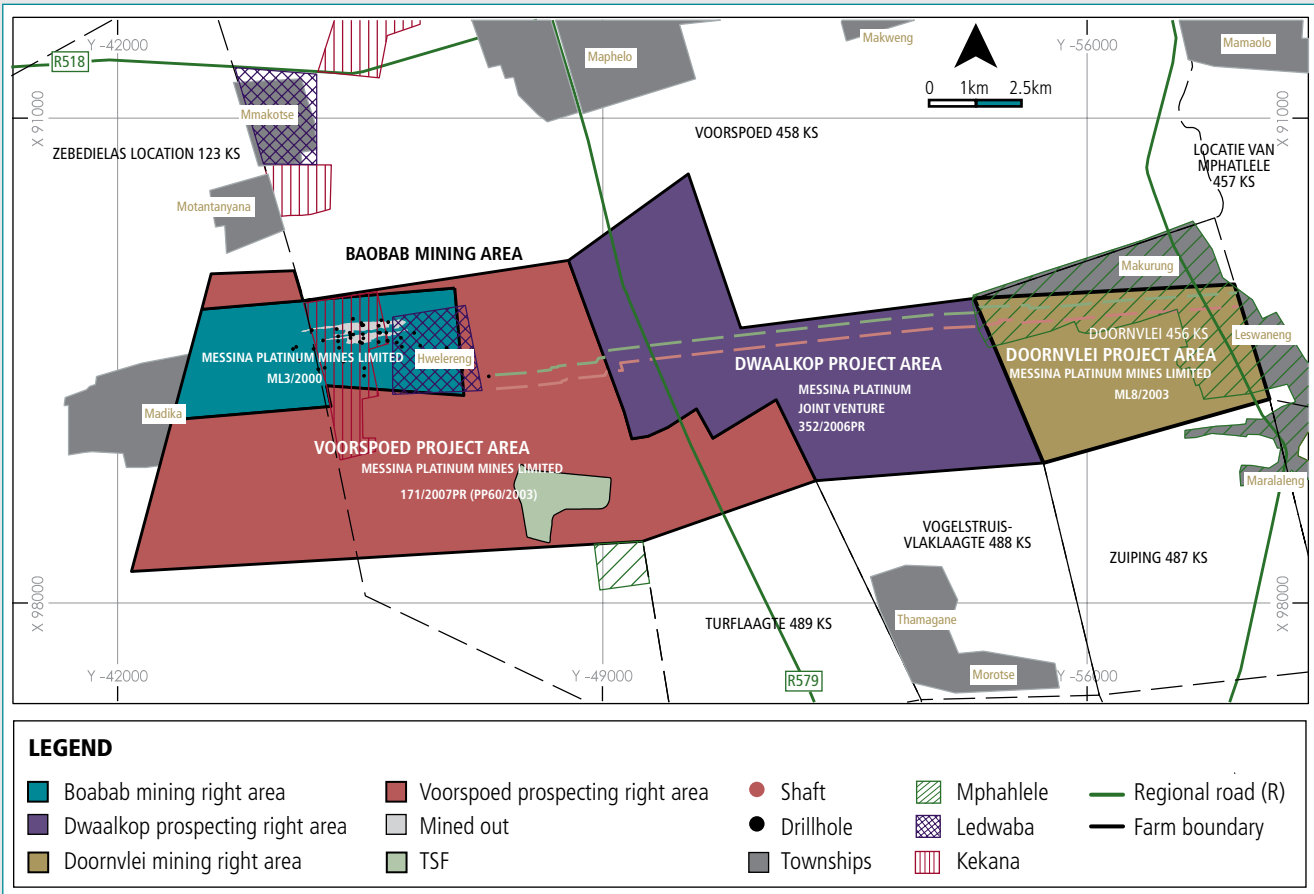 Y -42000
Y -56000
R518
Maphelo
Makweng
Mamaolo
0 1km 2.5km
X 91000
X 91000
Mmakotse
VOORSPOED 458 KS
ZEBEDIELAS LOCATION 123 KS
LOCATIE VAN
MPHATLELE
457 KS
Motantanyana
BAOBAB MINING AREA
Makurung
DOORNVLEI 456 KS
Leswaneng
MESSINA PLATINUM MINES LIMITED
ML3/2000
Hwelereng
DWAALKOP PROJECT AREA
MESSINA PLATINUM
JOINT VENTURE
352/2006PR
DOORNVLEI PROJECT AREA
MESSINA PLATINUM MINES LIMITED
ML8/2003
Madika
VOORSPOED PROJECT AREA
MESSINA PLATINUM MINES LIMITED
171/2007PR (PP60/2003)
Maralaleng
VOGELSTRUIS-
VLAKLAAGTE 488 KS
ZUIPING 487 KS
X 98000
X 98000
Thamagane
TURFLAAGTE 489 KS
Morotse
Y -42000
Y -49000
Y -56000
R579
LEGEND
Boabab mining right area
Dwaalkop prospecting right area
Doornvlei mining right area
Voorspoed prospecting right area
Mined out
TSF
Shaft
Drillhole
Townships
Mphahlele
Ledwaba
Kekana
Regional road (R)
Farm boundary